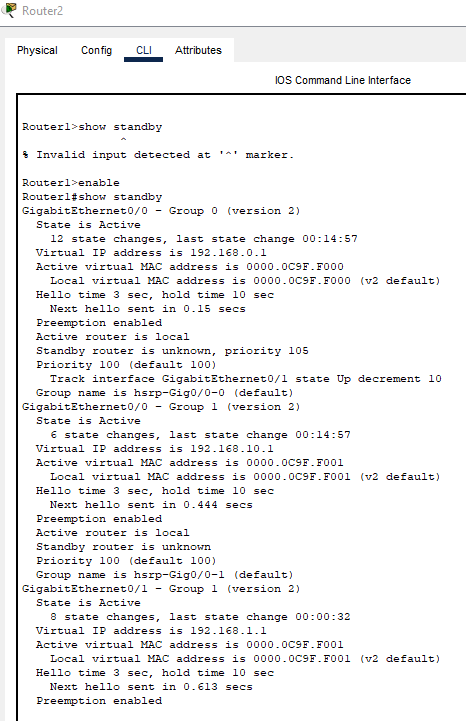 Router2
Physical Config CLI Attributes
IOS Command Line Interface
Router1>show standby
^
% Invalid input detected at '^' marker.
Router1>enable
Router1#show standby
GigabitEthernet0/0 - Group 0 (version 2)
State is Active
12 state changes, last state change 00:14:57
Virtual IP address is 192.168.0.1
Active virtual MAC address is 0000.0C9F.F000
Local virtual MAC address is 0000.0C9F.F000 (v2 default)
Hello time 3 sec, hold time 10 sec
Next hello sent in 0.15 secs
Preemption enabled
Active router is local
Standby router is unknown, priority 105
Priority 100 (default 100)
Track interface GigabitEthernet0/1 state Up decrement 10
Group name is hsrp-Gig0/0-0 (default)
GigabitEthernet0/0 - Group 1 (version 2)
State is Active
6 state changes, last state change 00:14:57
Virtual IP address is 192.168.10.1
Active virtual MAC address is 0000.0C9F.F001
Local virtual MAC address is 0000.0C9F.F001 (v2 default)
Hello time 3 sec, hold time 10 sec
Next hello sent in 0.444 secs
Preemption enabled
Active router is local
Standby router is unknown
Priority 100 (default 100)
Group name is hsrp-Gig0/0-1 (default)
GigabitEthernet0/1 - Group 1 (version 2)
State is Active
8 state changes, last state change 00:00:32
Virtual IP address is 192.168.1.1
Active virtual MAC address is 0000.0C9F.F001
Local virtual MAC address is 0000.0C9F.F001 (v2 default)
Hello time 3 sec, hold time 10 sec
Next hello sent in 0.613 secs
Preemption enabled